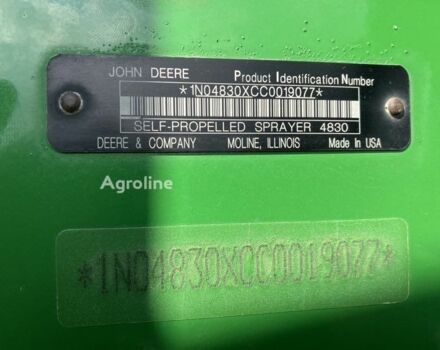 JOHN DEERE Product Identification Number
*1N04830XCC0019077*
SELF-PROPELLED SPRAYER 4830
DEERE & COMPANY MOLINE, ILLINOIS Made In USA
Agroline
*1N04830XCC0019077*